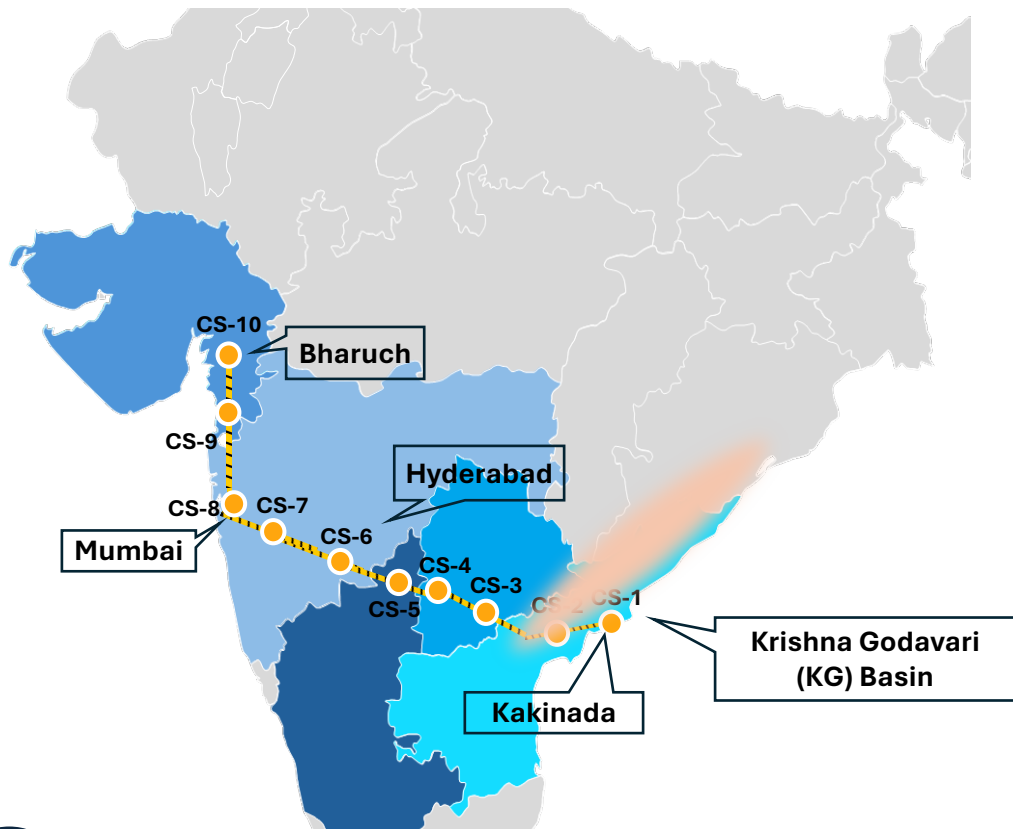 CS-10
Bharuch
CS-9
Hyderabad
CS-8
CS-7
Mumbai
CS-6
CS-4
CS-3
CS-5
CS-2
CS-1
Krishna Godavari
(KG) Basin
Kakinada